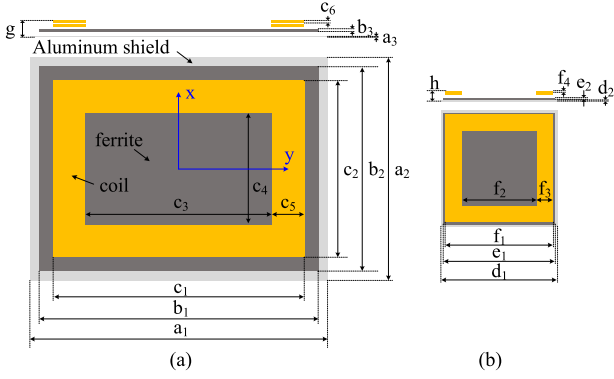 c₆
g
b₃
a₃
Aluminum shield
x
ferrite
y
coil
c₄
c₃
c₅
c₂
b₂
a₂
c₁
b₁
a₁
(a)
h
f₄
e₂
d₂
f₂
f₃
f₁
e₁
d₁
(b)